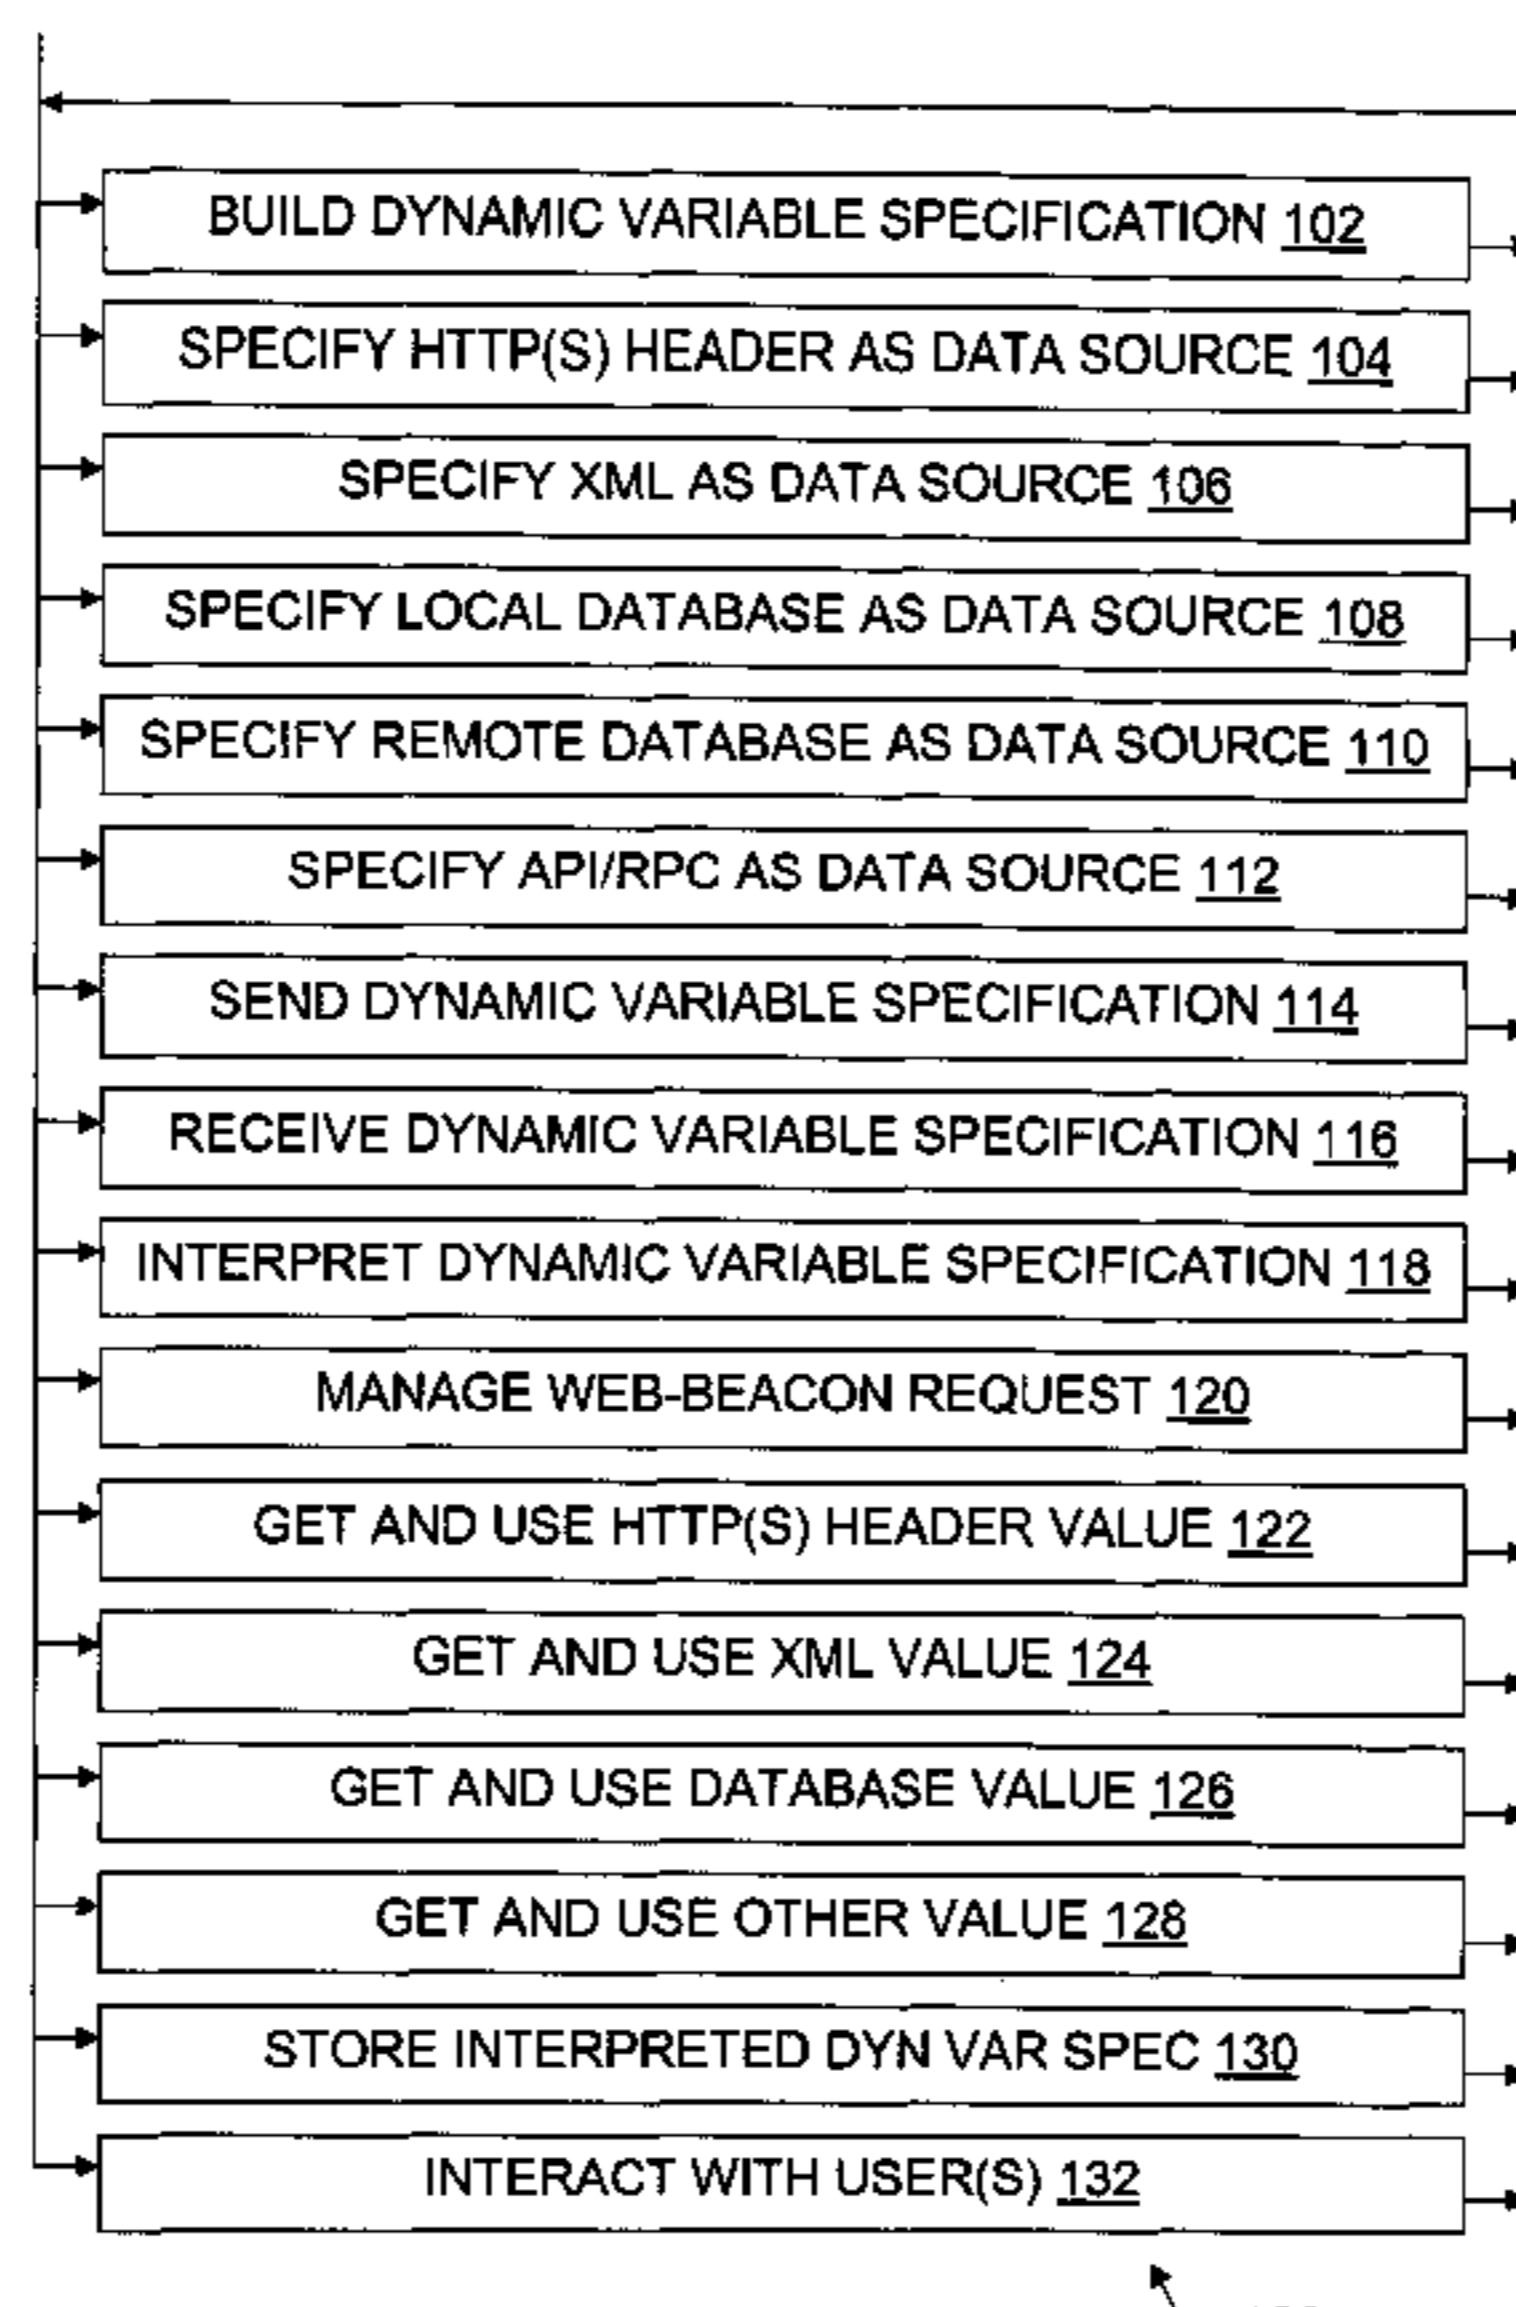 BUILD DYNAMIC VARIABLE SPECIFICATION 102
SPECIFY HTTP(S) HEADER AS DATA SOURCE 104
SPECIFY XML AS DATA SOURCE 106
SPECIFY LOCAL DATABASE AS DATA SOURCE 108
SPECIFY REMOTE DATABASE AS DATA SOURCE 110
SPECIFY API/RPC AS DATA SOURCE 112
SEND DYNAMIC VARIABLE SPECIFICATION 114
RECEIVE DYNAMIC VARIABLE SPECIFICATION 116
INTERPRET DYNAMIC VARIABLE SPECIFICATION 118
MANAGE WEB-BEACON REQUEST 120
GET AND USE HTTP(S) HEADER VALUE 122
GET AND USE XML VALUE 124
GET AND USE DATABASE VALUE 126
GET AND USE OTHER VALUE 128
STORE INTERPRETED DYN VAR SPEC 130
INTERACT WITH USER(S) 132